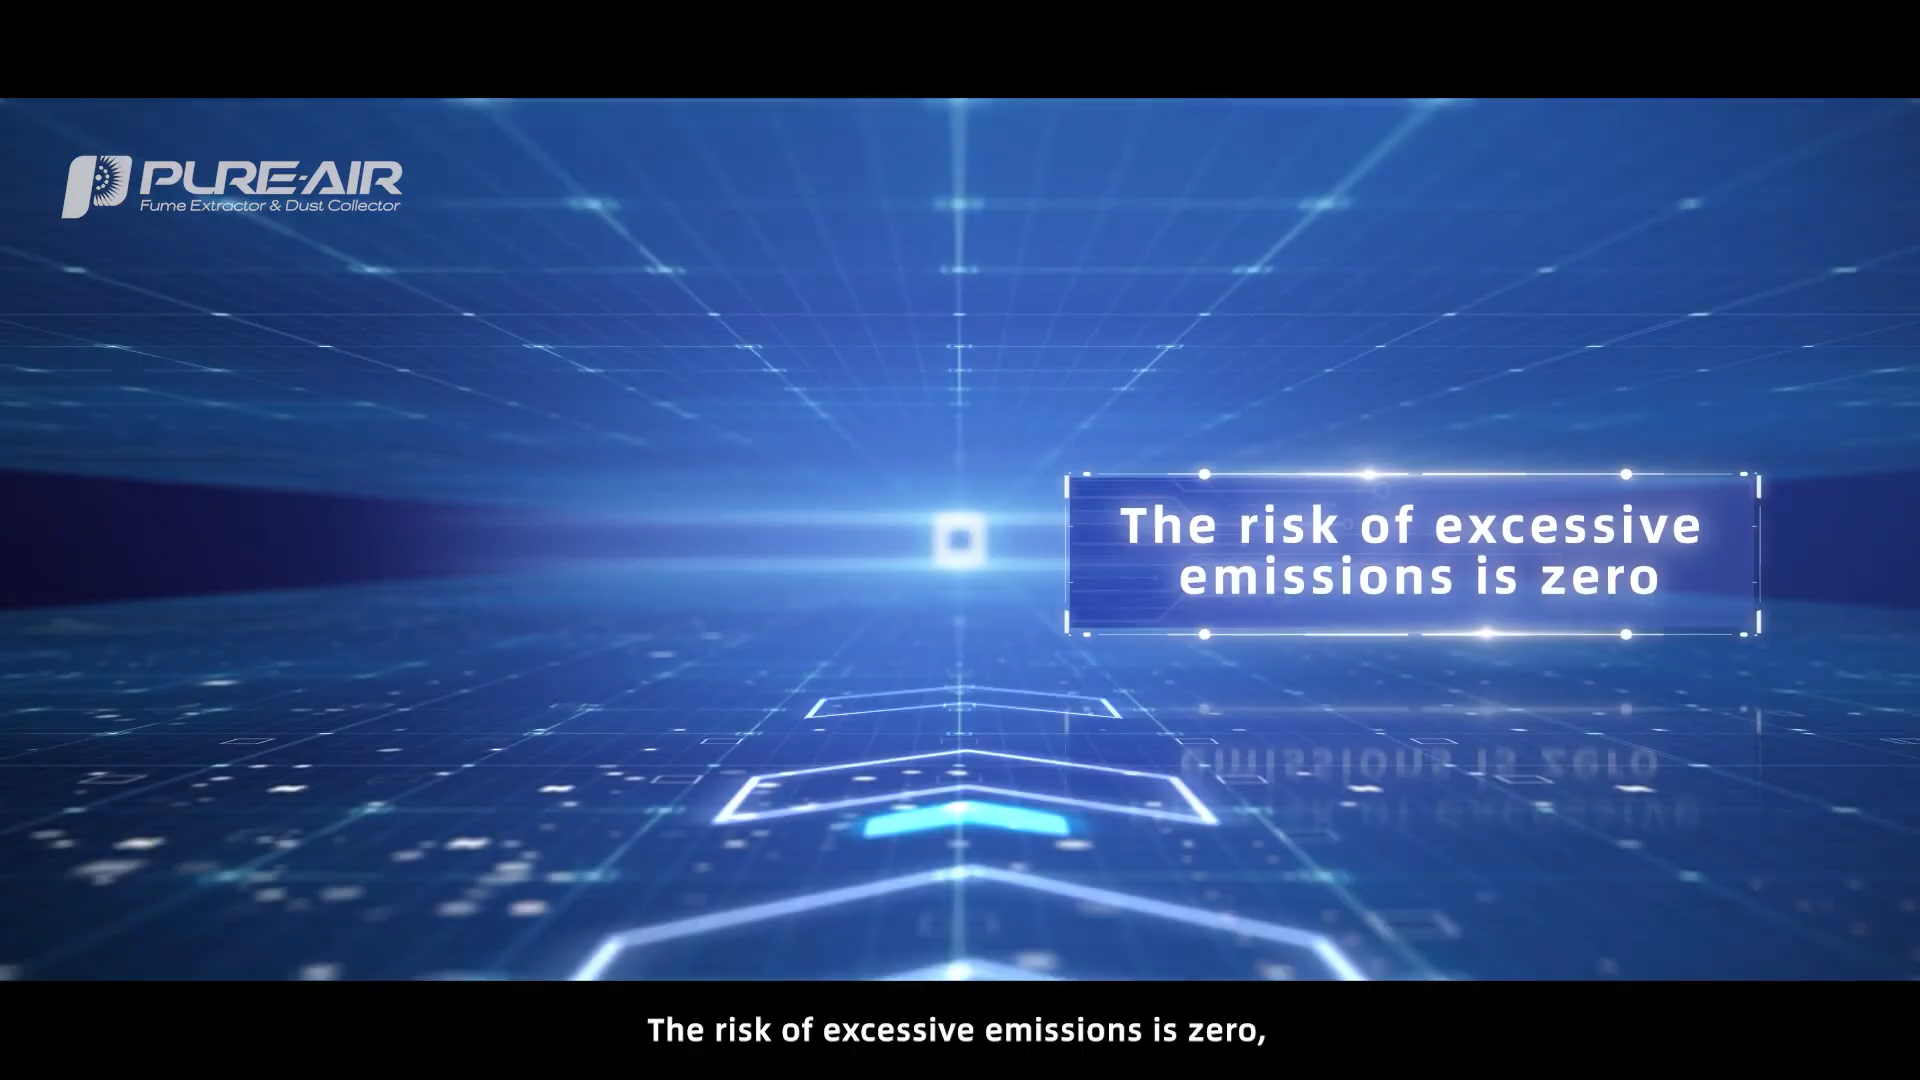 PURE-AIR
Fume Extractor & Dust Collector
The risk of excessive
emissions is zero
The risk of excessive emissions is zero,